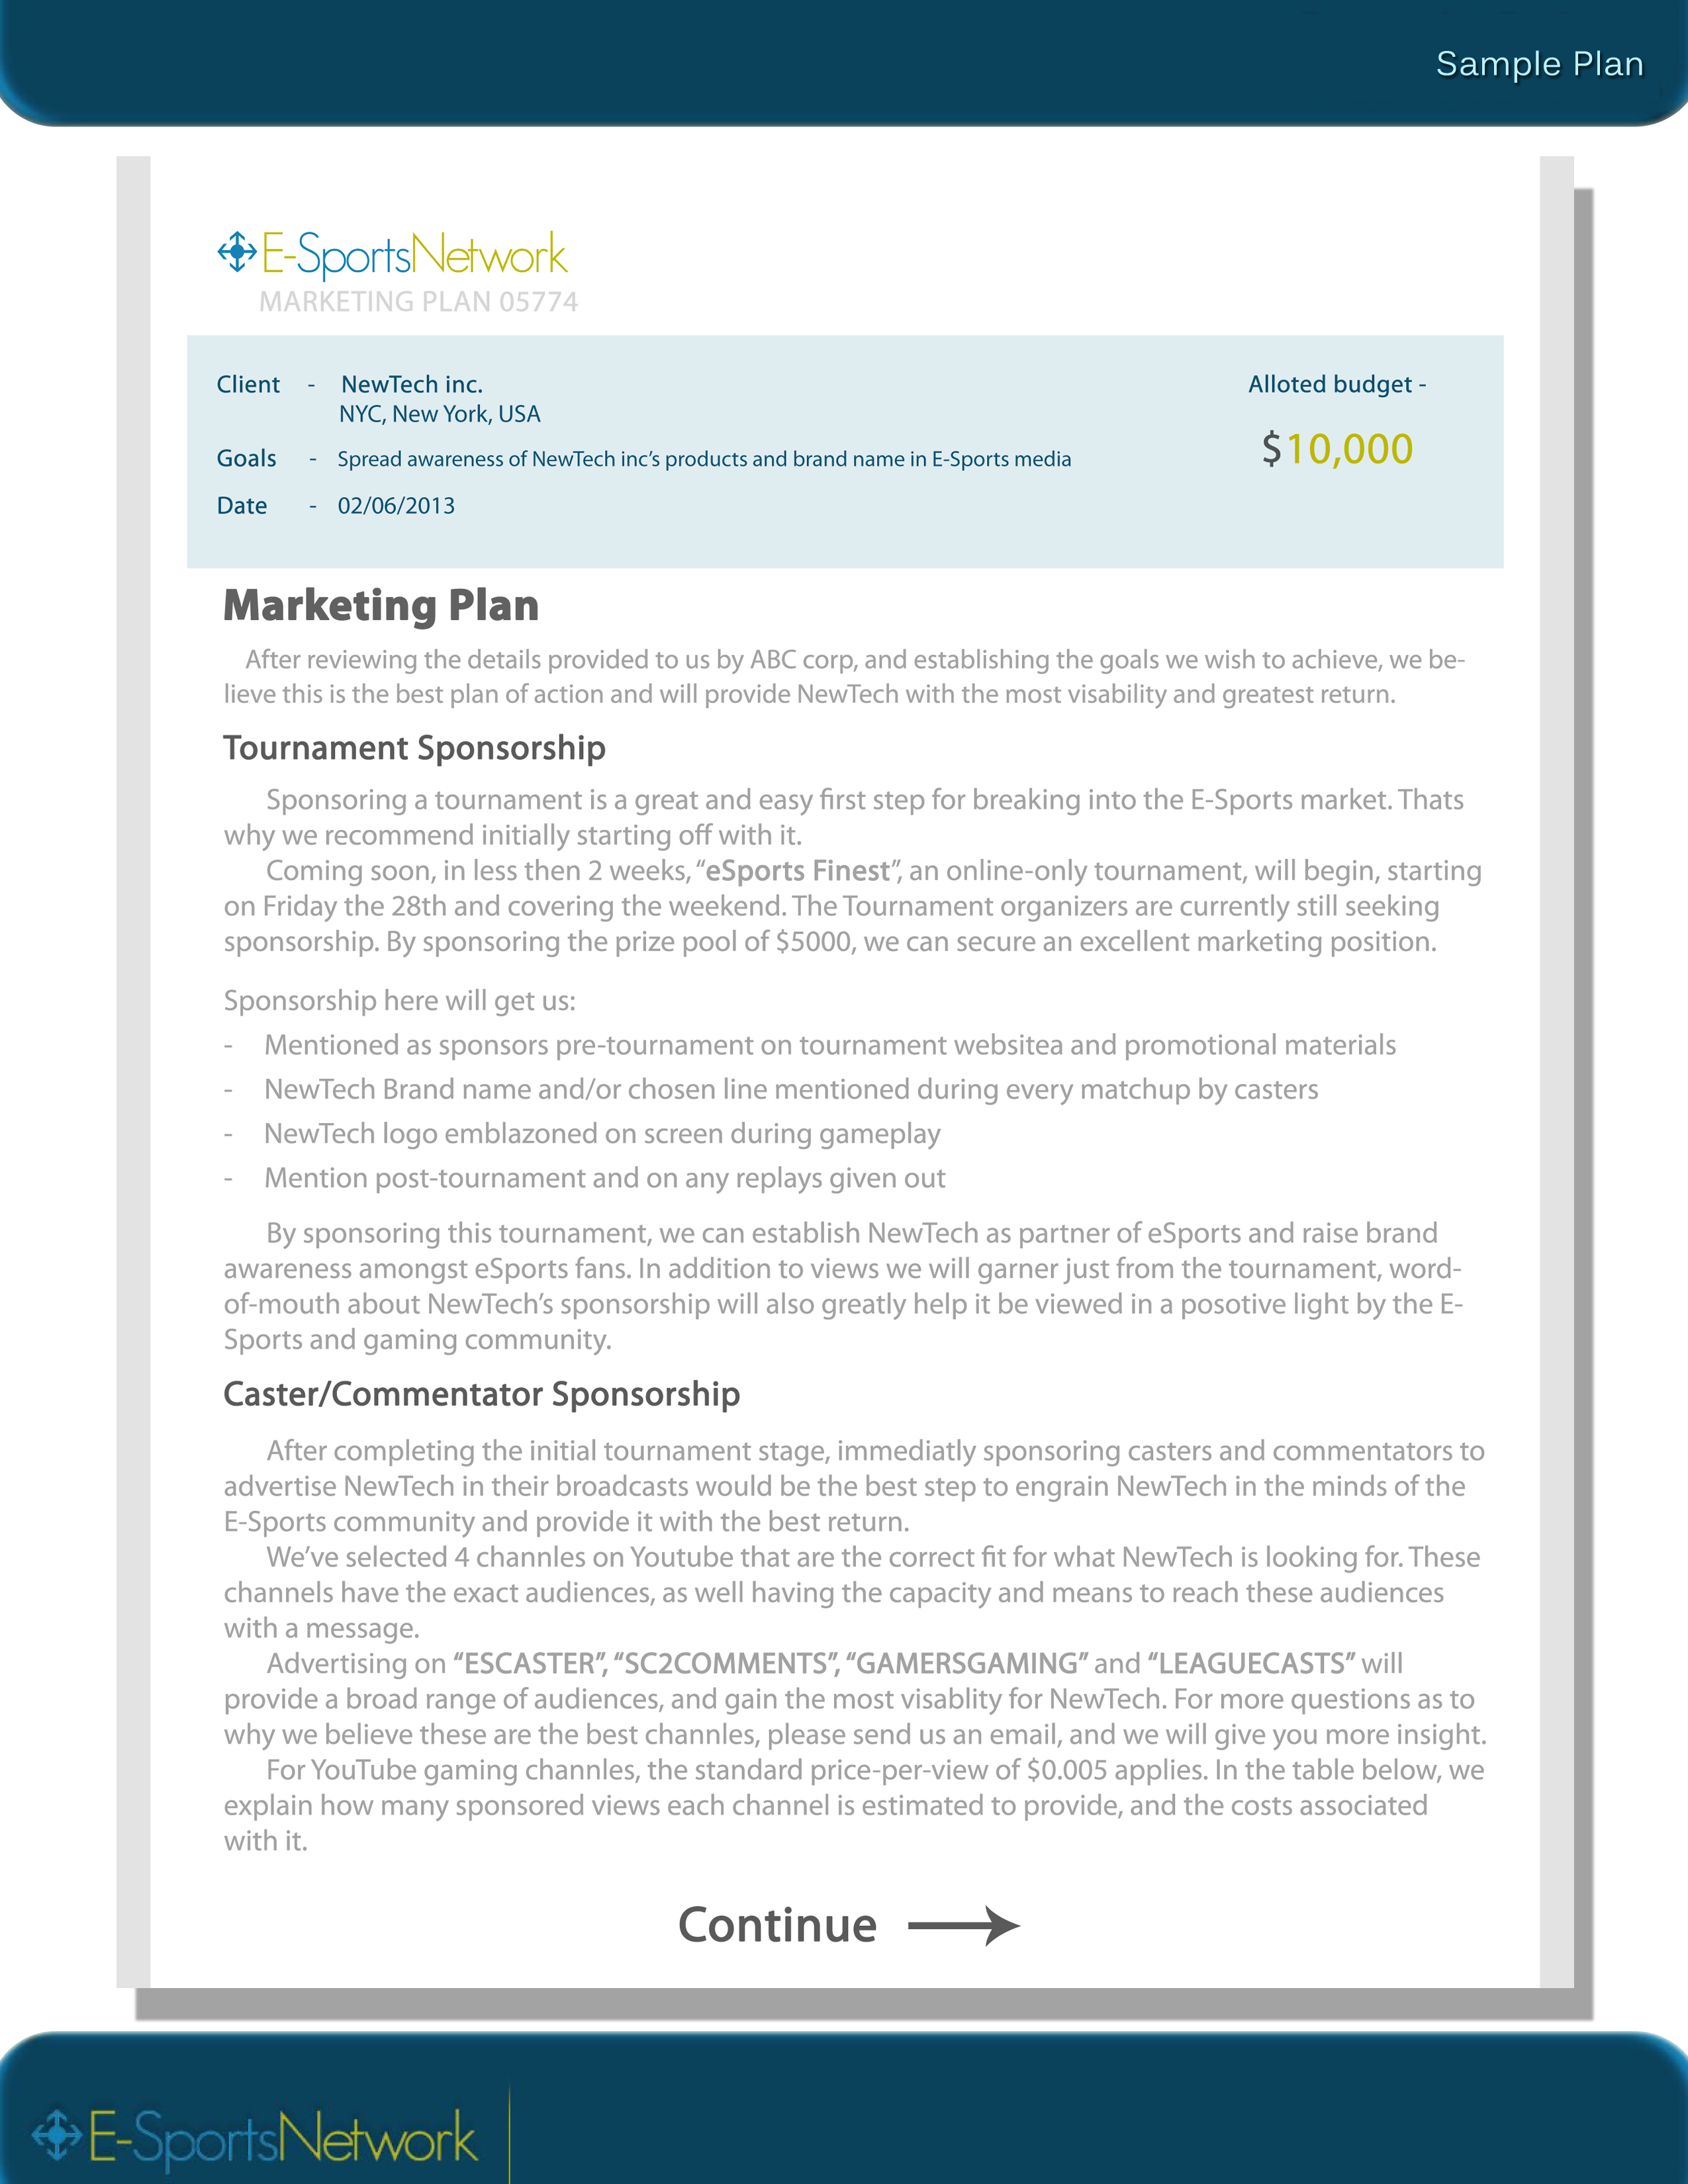 Sample Plan
E-SportsNetwork
MARKETING PLAN 05774
Client - NewTech inc.
NYC, New York, USA
Goals - Spread awareness of NewTech inc's products and brand name in E-Sports media
Date - 02/06/2013
Alloted budget -
$10,000
Marketing Plan
After reviewing the details provided to us by ABC corp, and establishing the goals we wish to achieve, we be-
lieve this is the best plan of action and will provide NewTech with the most visability and greatest return.
Tournament Sponsorship
Sponsoring a tournament is a great and easy first step for breaking into the E-Sports market. Thats
why we recommend initially starting off with it.
Coming soon, in less then 2 weeks, “eSports Finest”, an online-only tournament, will begin, starting
on Friday the 28th and covering the weekend. The Tournament organizers are currently still seeking
sponsorship. By sponsoring the prize pool of $5000, we can secure an excellent marketing position.
Sponsorship here will get us:
- Mentioned as sponsors pre-tournament on tournament websitea and promotional materials
- NewTech Brand name and/or chosen line mentioned during every matchup by casters
- NewTech logo emblazoned on screen during gameplay
- Mention post-tournament and on any replays given out
By sponsoring this tournament, we can establish NewTech as partner of eSports and raise brand
awareness amongst eSports fans. In addition to views we will garner just from the tournament, word-
of-mouth about NewTech's sponsorship will also greatly help it be viewed in a posotive light by the E-
Sports and gaming community.
Caster/Commentator Sponsorship
After completing the initial tournament stage, immediatly sponsoring casters and commentators to
advertise NewTech in their broadcasts would be the best step to engrain NewTech in the minds of the
E-Sports community and provide it with the best return.
We've selected 4 channles on Youtube that are the correct fit for what NewTech is looking for. These
channels have the exact audiences, as well having the capacity and means to reach these audiences
with a message.
Advertising on “ESCASTER”, “SC2COMMENTS”, “GAMERSGAMING” and “LEAGUECASTS” will
provide a broad range of audiences, and gain the most visablity for NewTech. For more questions as to
why we believe these are the best channles, please send us an email, and we will give you more insight.
For YouTube gaming channles, the standard price-per-view of $0.005 applies. In the table below, we
explain how many sponsored views each channel is estimated to provide, and the costs associated
with it.
Continue
E-SportsNetwork